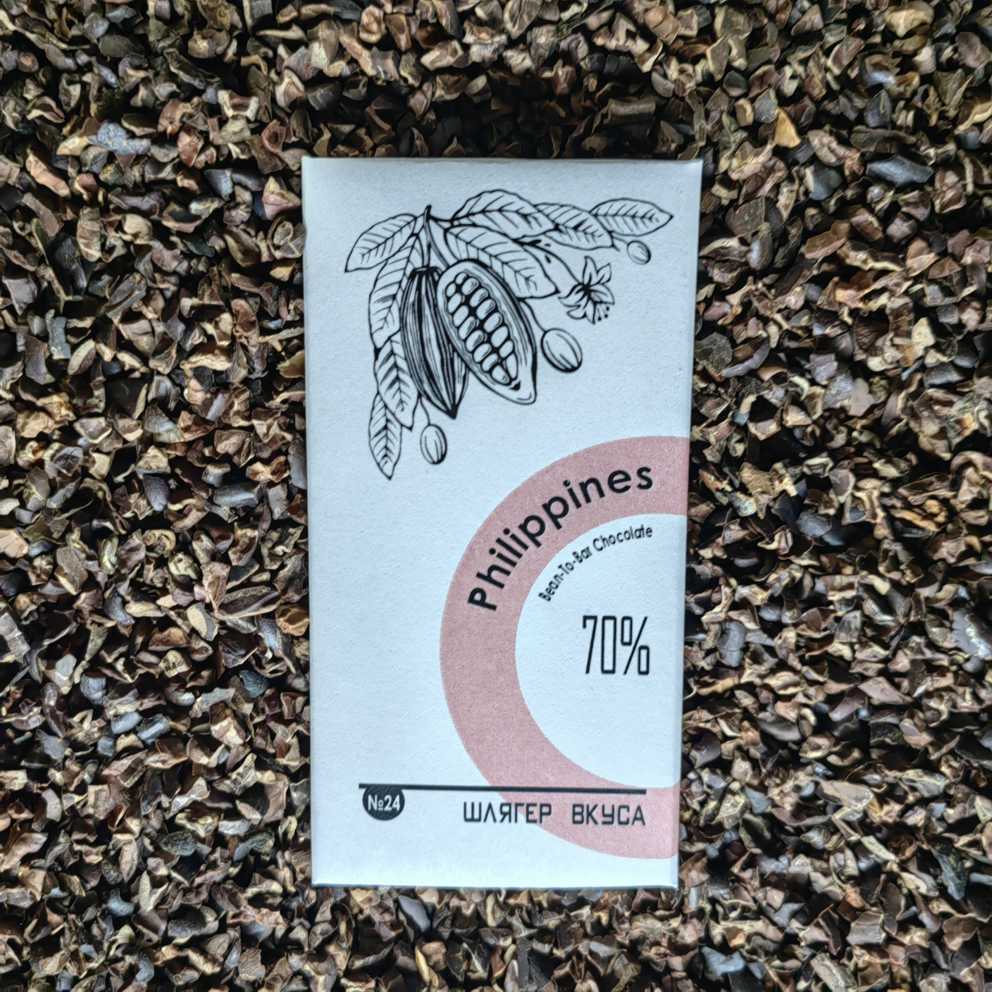 Philippines
Bean-To-Bar Chocolate
70%
№24
ШЛЯГЕР ВКУСА